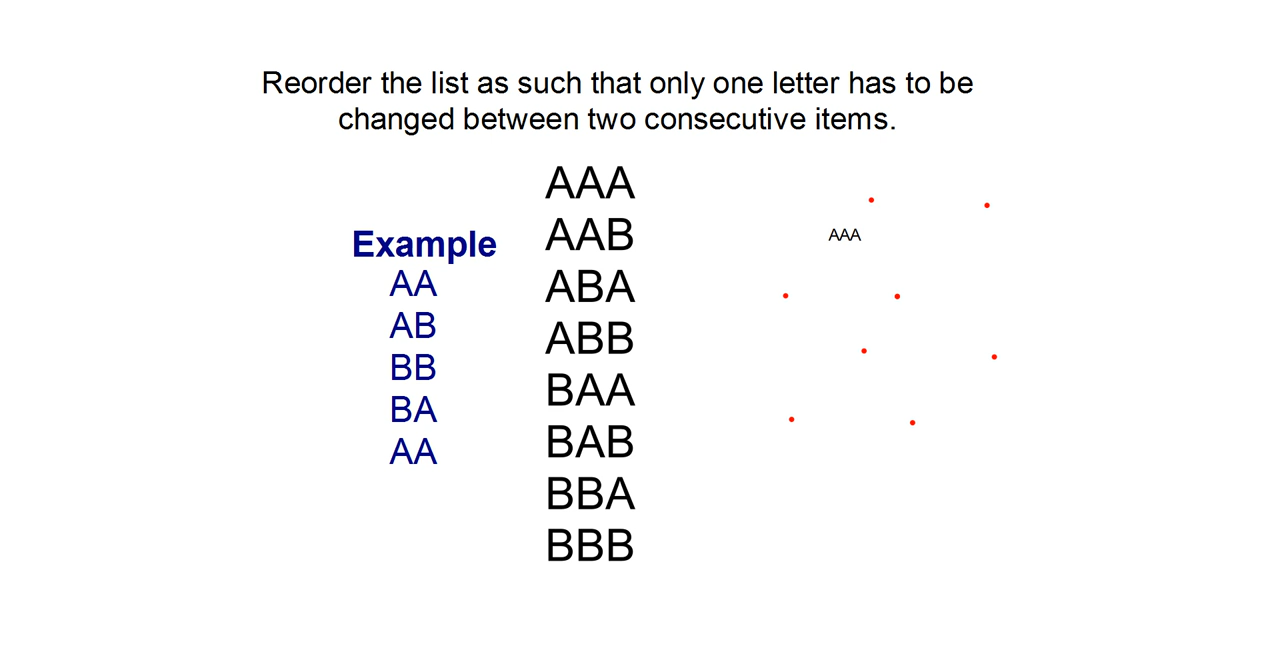 Reorder the list as such that only one letter has to be
changed between two consecutive items.
Example
AA
AB
BB
BA
AA
AAA
AAB
ABA
ABB
BAA
BAB
BBA
BBB
AAA